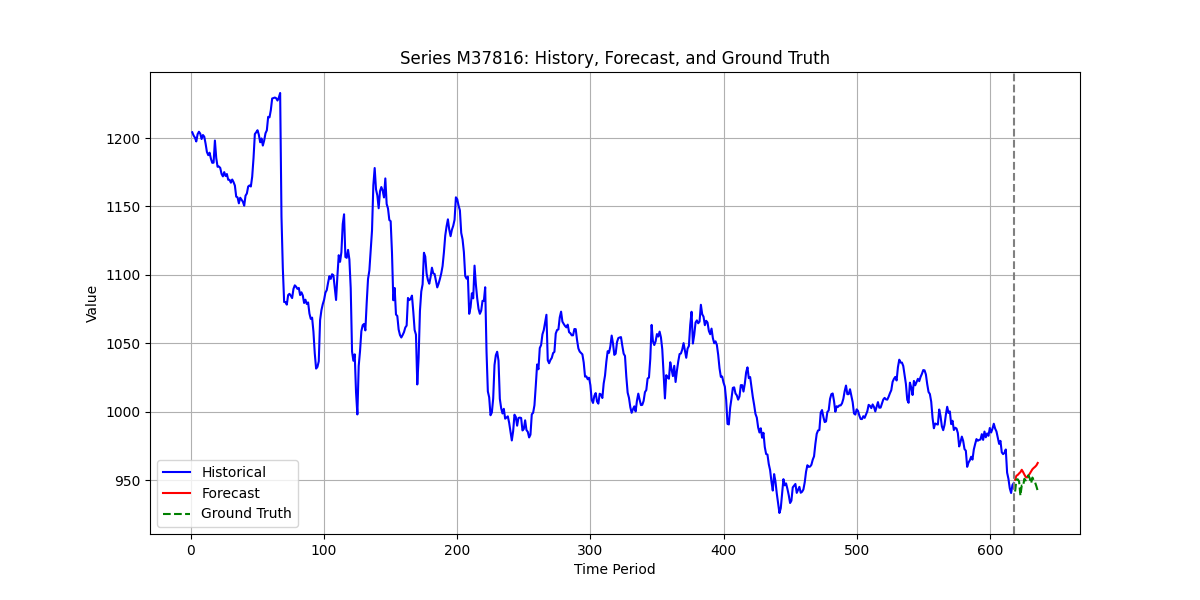 Series M37816: History, Forecast, and Ground Truth
Value
1200
1150
1100
1050
1000
950
Historical
Forecast
Ground Truth
0 100 200 300 400 500 600
Time Period